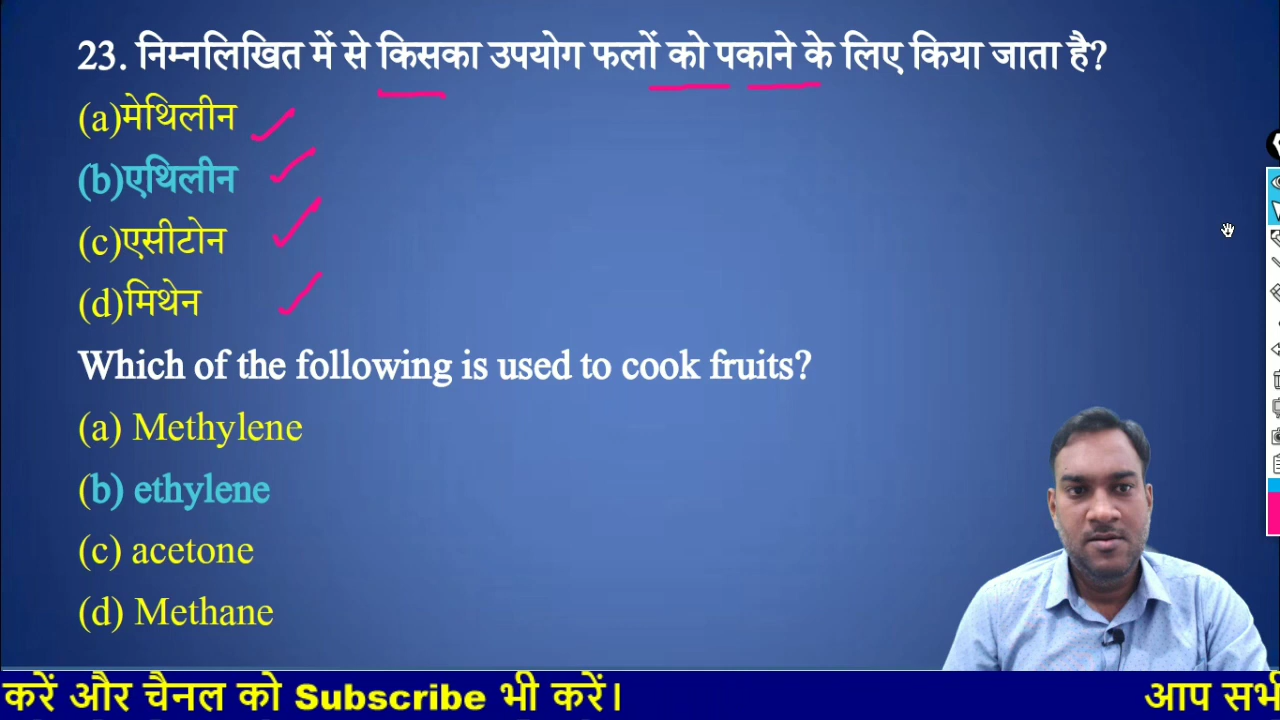 23. निम्नलिखित में से किसका उपयोग फलों को पकाने के लिए किया जाता है?
(a)मेथिलीन
(b)एथिलीन
(c)एसीटोन
(d)मिथेन
Which of the following is used to cook fruits?
(a) Methylene
(b) ethylene
(c) acetone
(d) Methane
करें और चैनल को Subscribe भी करें। आप सभी